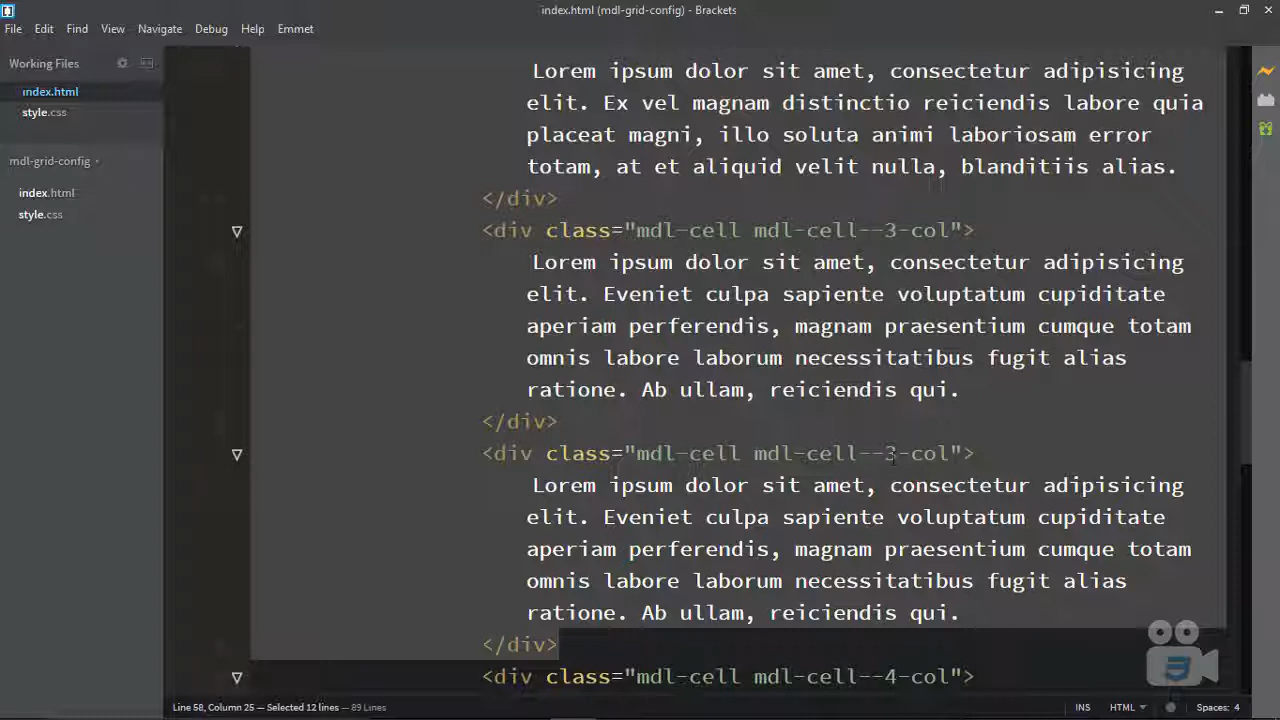 index.html (mdl-grid-config) - Brackets
File Edit Find View Navigate Debug Help Emmet
Working Files
index.html
style.css
mdl-grid-config
index.html
style.css
Lorem ipsum dolor sit amet, consectetur adipisicing
elit. Ex vel magnam distinctio reiciendis labore quia
placeat magni, illo soluta animi laboriosam error
totam, at et aliquid velit nulla, blanditiis alias.
</div>
<div class="mdl-cell mdl-cell--3-col">
Lorem ipsum dolor sit amet, consectetur adipisicing
elit. Eveniet culpa sapiente voluptatum cupiditate
aperiam perferendis, magnam praesentium cumque totam
omnis labore laborum necessitatibus fugit alias
ratione. Ab ullam, reiciendis qui.
</div>
<div class="mdl-cell mdl-cell--3-col">
Lorem ipsum dolor sit amet, consectetur adipisicing
elit. Eveniet culpa sapiente voluptatum cupiditate
aperiam perferendis, magnam praesentium cumque totam
omnis labore laborum necessitatibus fugit alias
ratione. Ab ullam, reiciendis qui.
</div>
<div class="mdl-cell mdl-cell--4-col">
Line 58, Column 25 — Selected 12 lines — 89 Lines
INS HTML Spaces: 4